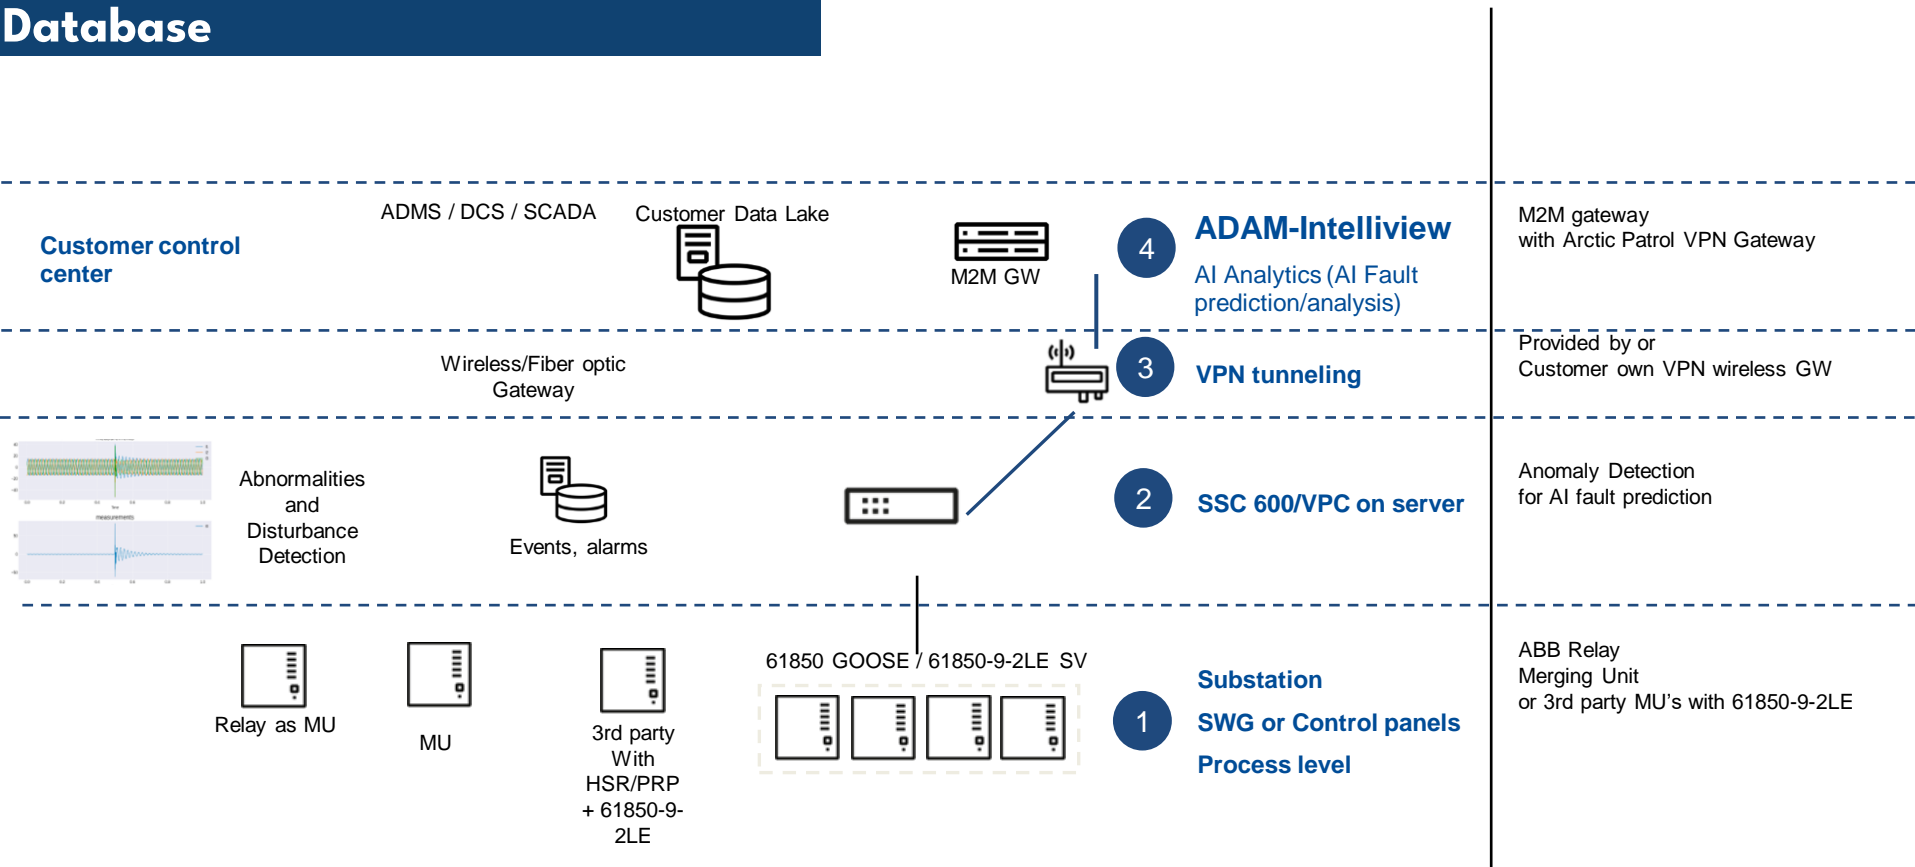 Database
ADMS / DCS / SCADA
Customer Data Lake
Customer control
center
M2M GW
4
ADAM-Intelliview
AI Analytics (AI Fault
prediction/analysis)
M2M gateway
with Arctic Patrol VPN Gateway
Wireless/Fiber optic
Gateway
3
VPN tunneling
Provided by or
Customer own VPN wireless GW
measurements
Abnormalities
and
Disturbance
Detection
Events, alarms
2
SSC 600/VPC on server
Anomaly Detection
for AI fault prediction
Relay as MU
MU
3rd party
With
HSR/PRP
+ 61850-9-
2LE
61850 GOOSE / 61850-9-2LE SV
1
Substation
SWG or Control panels
Process level
ABB Relay
Merging Unit
or 3rd party MU's with 61850-9-2LE